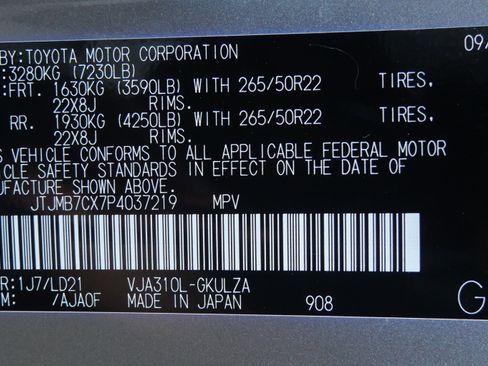 BY:TOYOTA MOTOR CORPORATION 09/
:3280KG (7230LB)
:FRT. 1630KG (3590LB) WITH 265/50R22 TIRES,
22X8J RIMS.
RR. 1930KG (4250LB) WITH 265/50R22 TIRES,
22X8J RIMS.
S VEHICLE CONFORMS TO ALL APPLICABLE FEDERAL MOTOR
ICLE SAFETY STANDARDS IN EFFECT ON THE DATE OF
UFACTURE SHOWN ABOVE.
JTJMB7CX7P4037219 MPV
R:1J7/LD21 VJA310L-GKULZA
M: /AJAOF MADE IN JAPAN 908 G